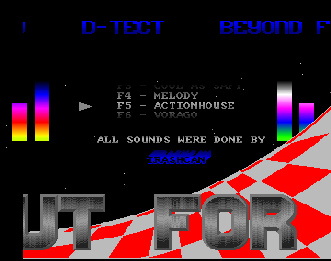 D-TECT BEYOND F
F4 - MELODY
F5 - ACTIONHOUSE
F6 - VORAGO
ALL SOUNDS WERE DONE BY
UT FOR